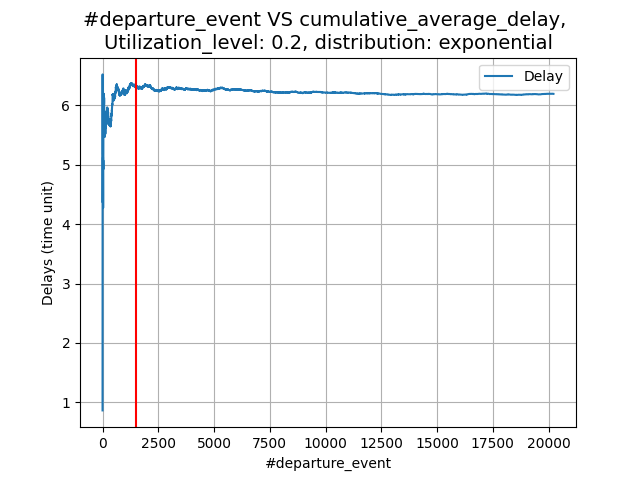 #departure_event VS cumulative_average_delay,
Utilization_level: 0.2, distribution: exponential
Delay
6
5
4
3
2
1
Delays (time unit)
0 2500 5000 7500 10000 12500 15000 17500 20000
#departure_event